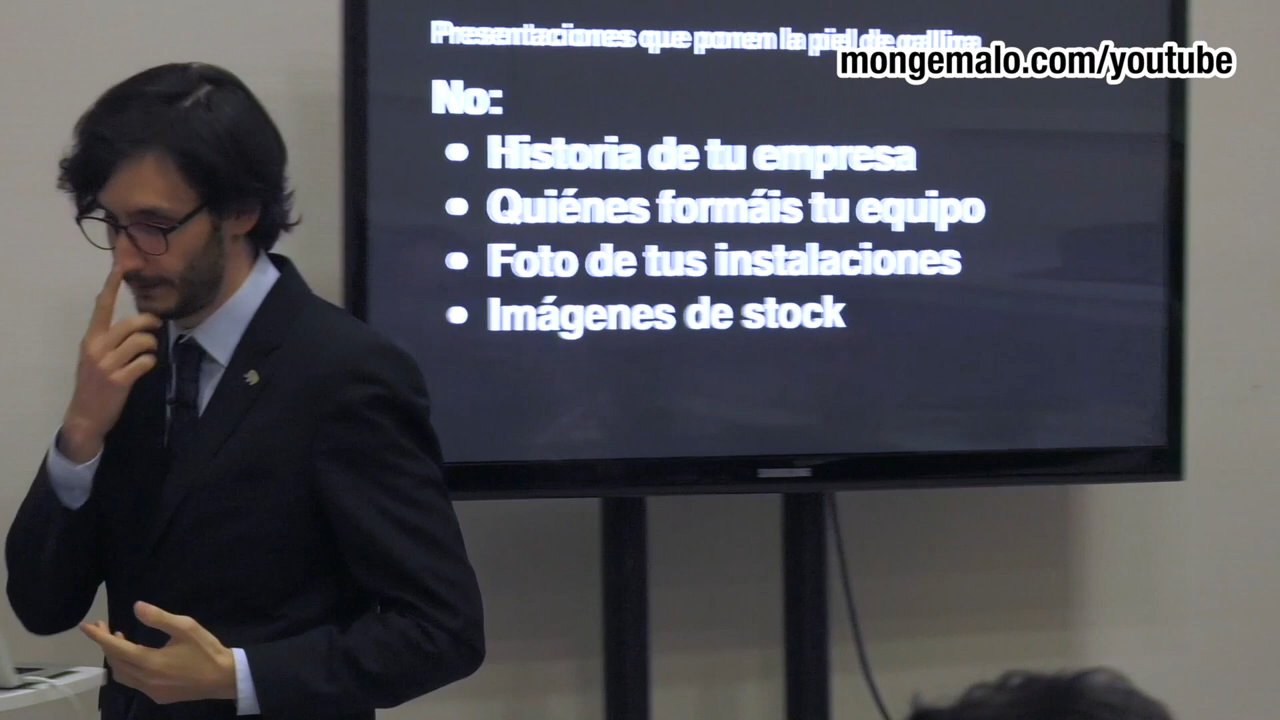 Presentaciones que ponen la piel de gallina
mongemalo.com/youtube
No:
• Historia de tu empresa
• Quiénes formáis tu equipo
• Foto de tus instalaciones
• Imágenes de stock